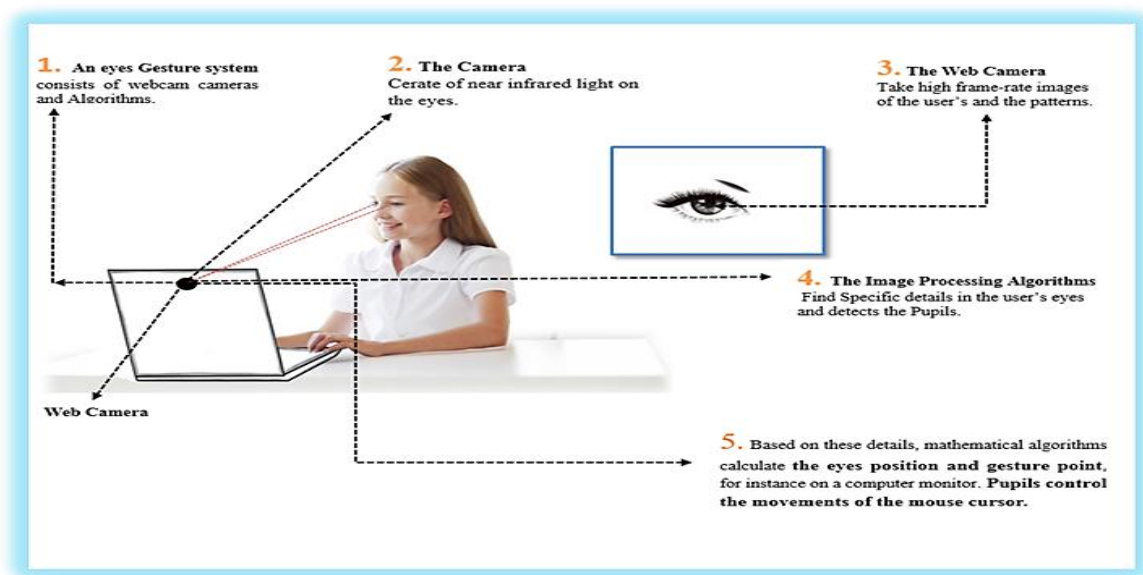 1. An eyes Gesture system
consists of webcam cameras
and Algorithms.
2. The Camera
Cerate of near infrared light on
the eyes.
3. The Web Camera
Take high frame-rate images
of the user's and the patterns.
4. The Image Processing Algorithms
Find Specific details in the user's eyes
and detects the Pupils.
Web Camera
5. Based on these details, mathematical algorithms
calculate the eyes position and gesture point,
for instance on a computer monitor. Pupils control
the movements of the mouse cursor.